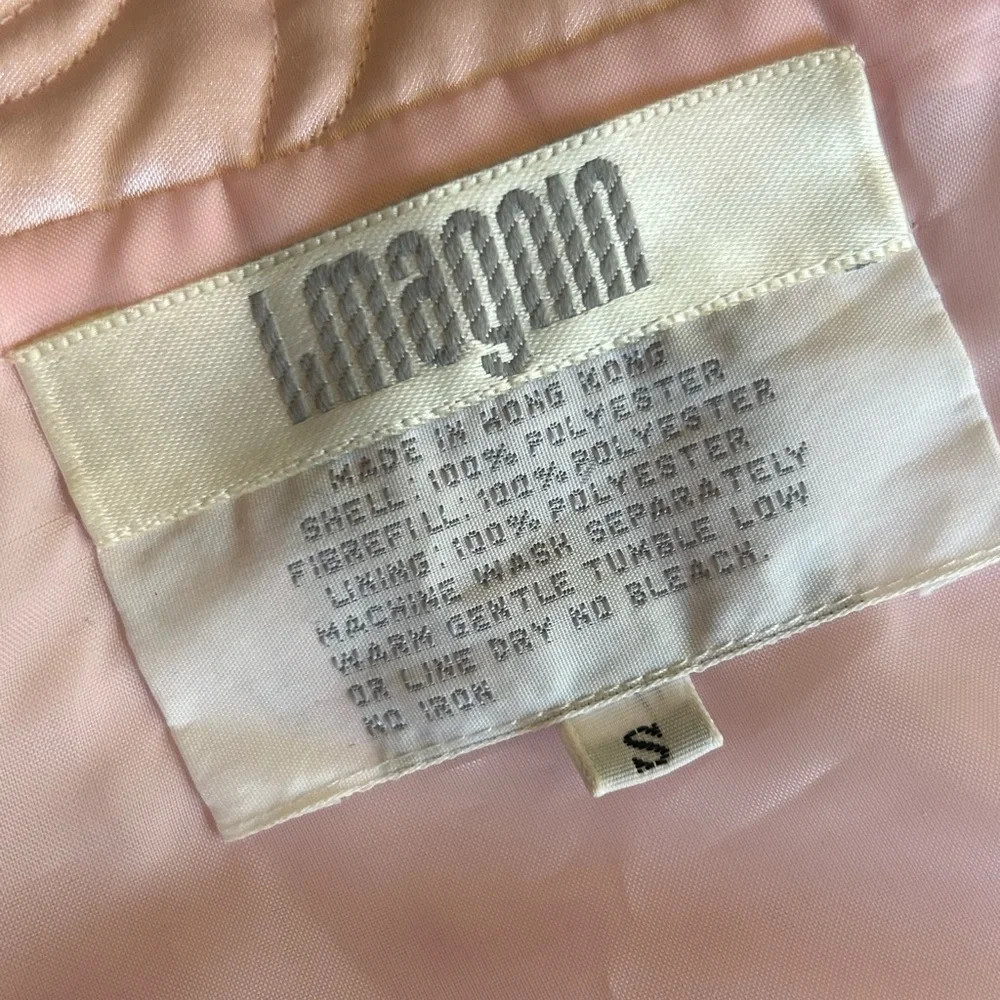 I.magnin
MADE IN HONG KONG
SHELL: 100% POLYESTER
FIBREFILL: 100% POLYESTER
LINING: 100% POLYESTER
MACHINE WASH SEPARATELY
WARM GENTLE TUMBLE LOW
OR LINE DRY NO BLEACH.
NO IRON
S